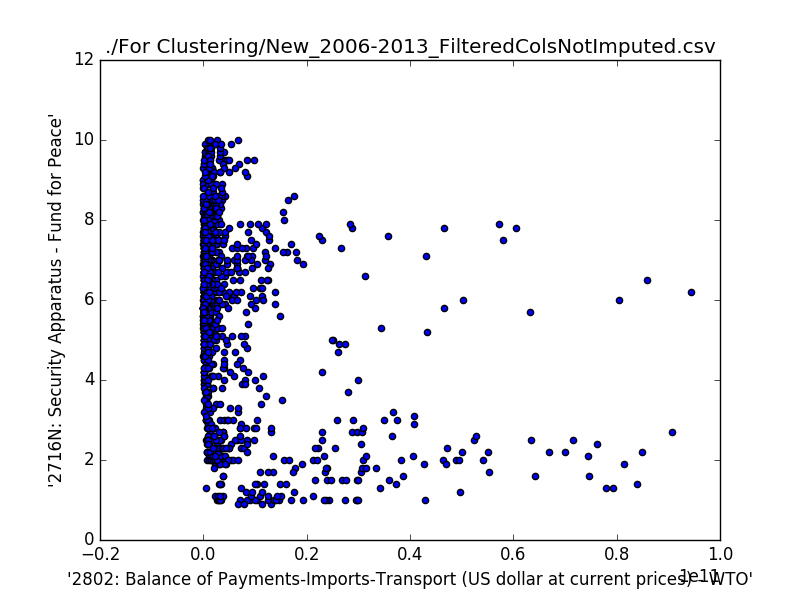 ./For Clustering/New_2006-2013_FilteredColsNotImputed.csv
12
10
8
6
4
2
0
'2716N: Security Apparatus - Fund for Peace'
−0.2 0.0 0.2 0.4 0.6 0.8 1.0
1e11
'2802: Balance of Payments-Imports-Transport (US dollar at current prices) - WTO'